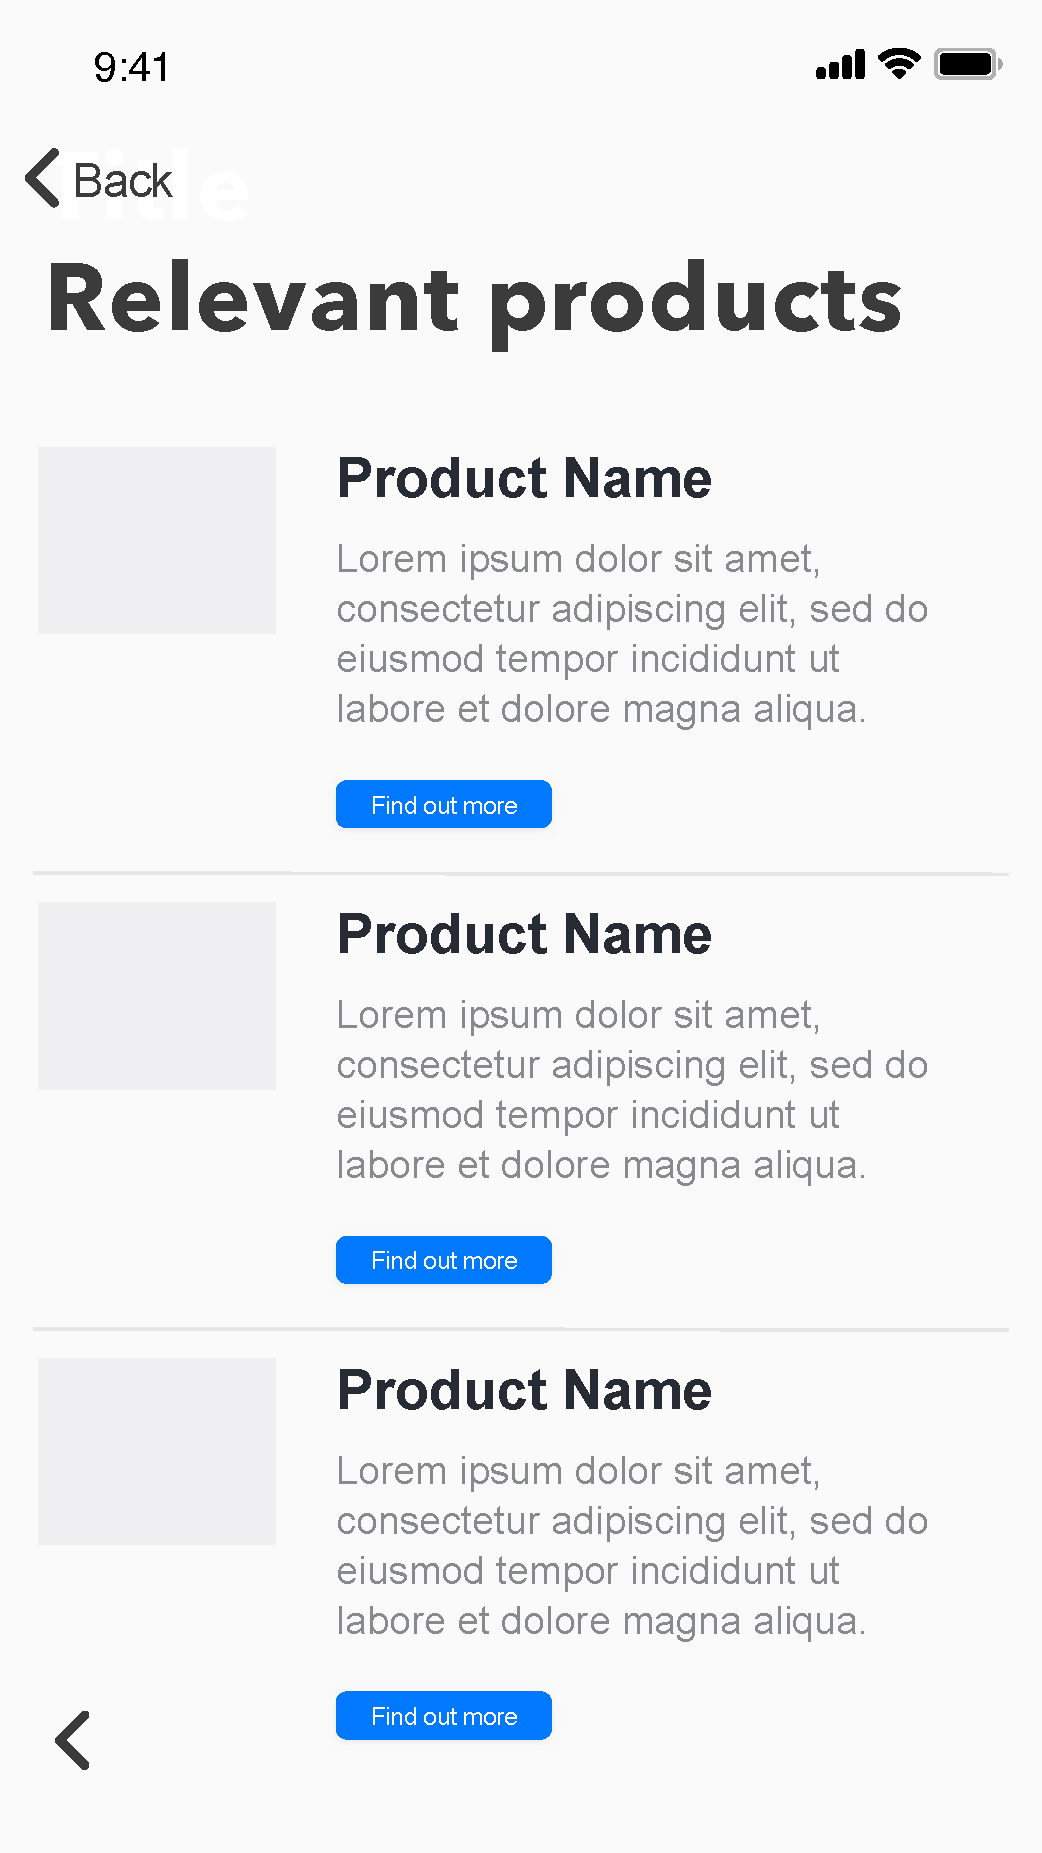 9:41
Title
Back
Relevant products
Product Name
Lorem ipsum dolor sit amet,
consectetur adipiscing elit, sed do
eiusmod tempor incididunt ut
labore et dolore magna aliqua.
Find out more
Product Name
Lorem ipsum dolor sit amet,
consectetur adipiscing elit, sed do
eiusmod tempor incididunt ut
labore et dolore magna aliqua.
Find out more
Product Name
Lorem ipsum dolor sit amet,
consectetur adipiscing elit, sed do
eiusmod tempor incididunt ut
labore et dolore magna aliqua.
Find out more